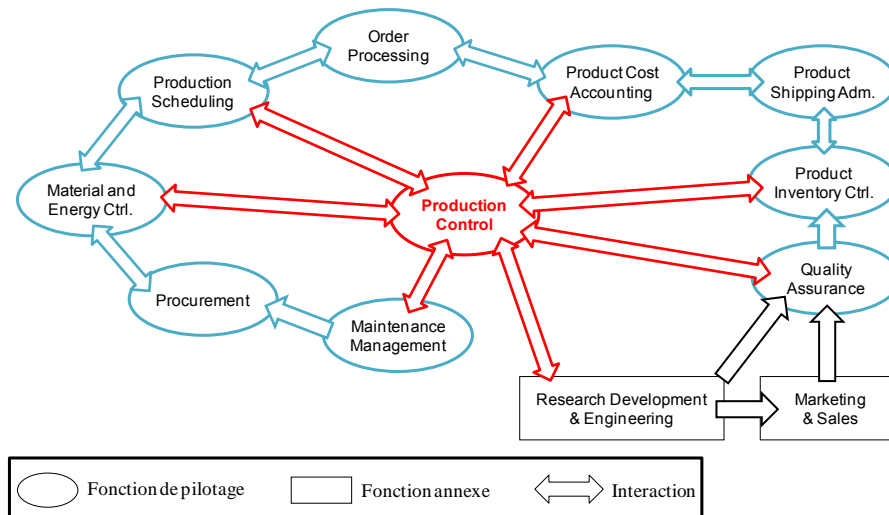 Order
Processing
Production
Scheduling
Product Cost
Accounting
Product
Shipping Adm.
Material and
Energy Ctrl.
Production
Control
Product
Inventory Ctrl.
Procurement
Maintenance
Management
Quality
Assurance
Research Development
& Engineering
Marketing
& Sales
Fonction de pilotage
Fonction annexe
Interaction